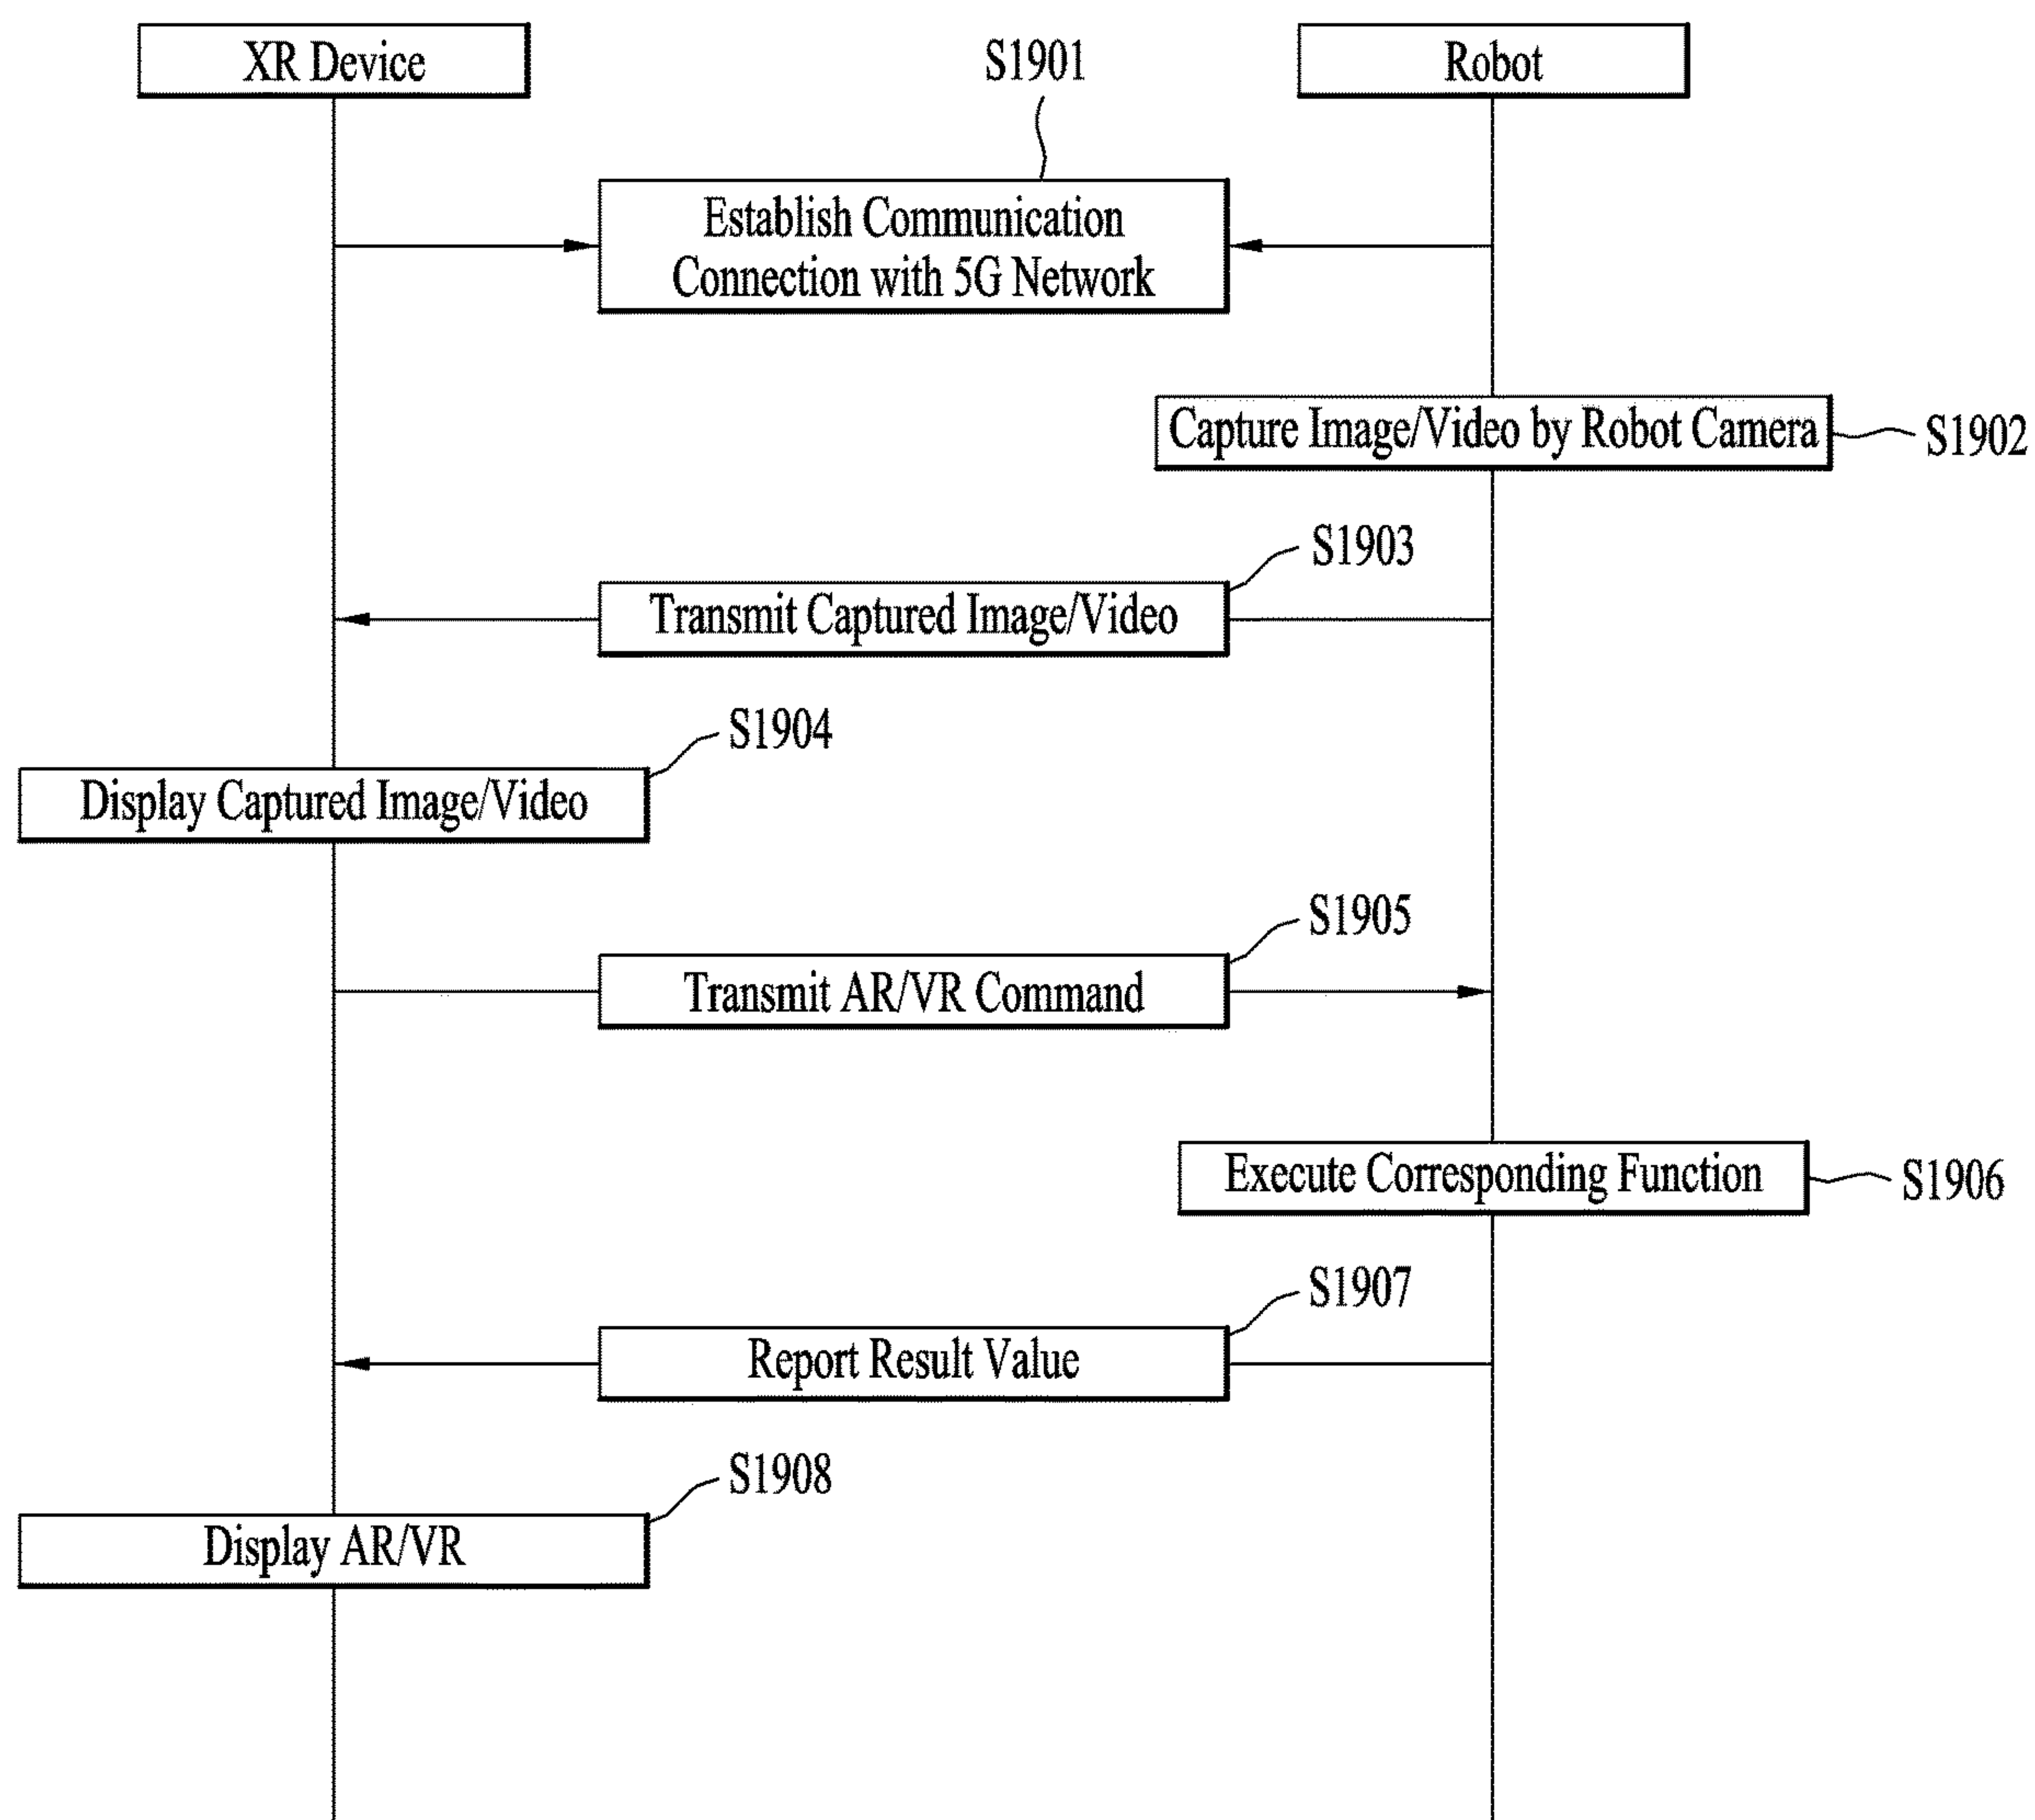 XR Device
Robot
S1901
Establish Communication
Connection with 5G Network
Capture Image/Video by Robot Camera
S1902
S1903
Transmit Captured Image/Video
S1904
Display Captured Image/Video
S1905
Transmit AR/VR Command
Execute Corresponding Function
S1906
S1907
Report Result Value
S1908
Display AR/VR